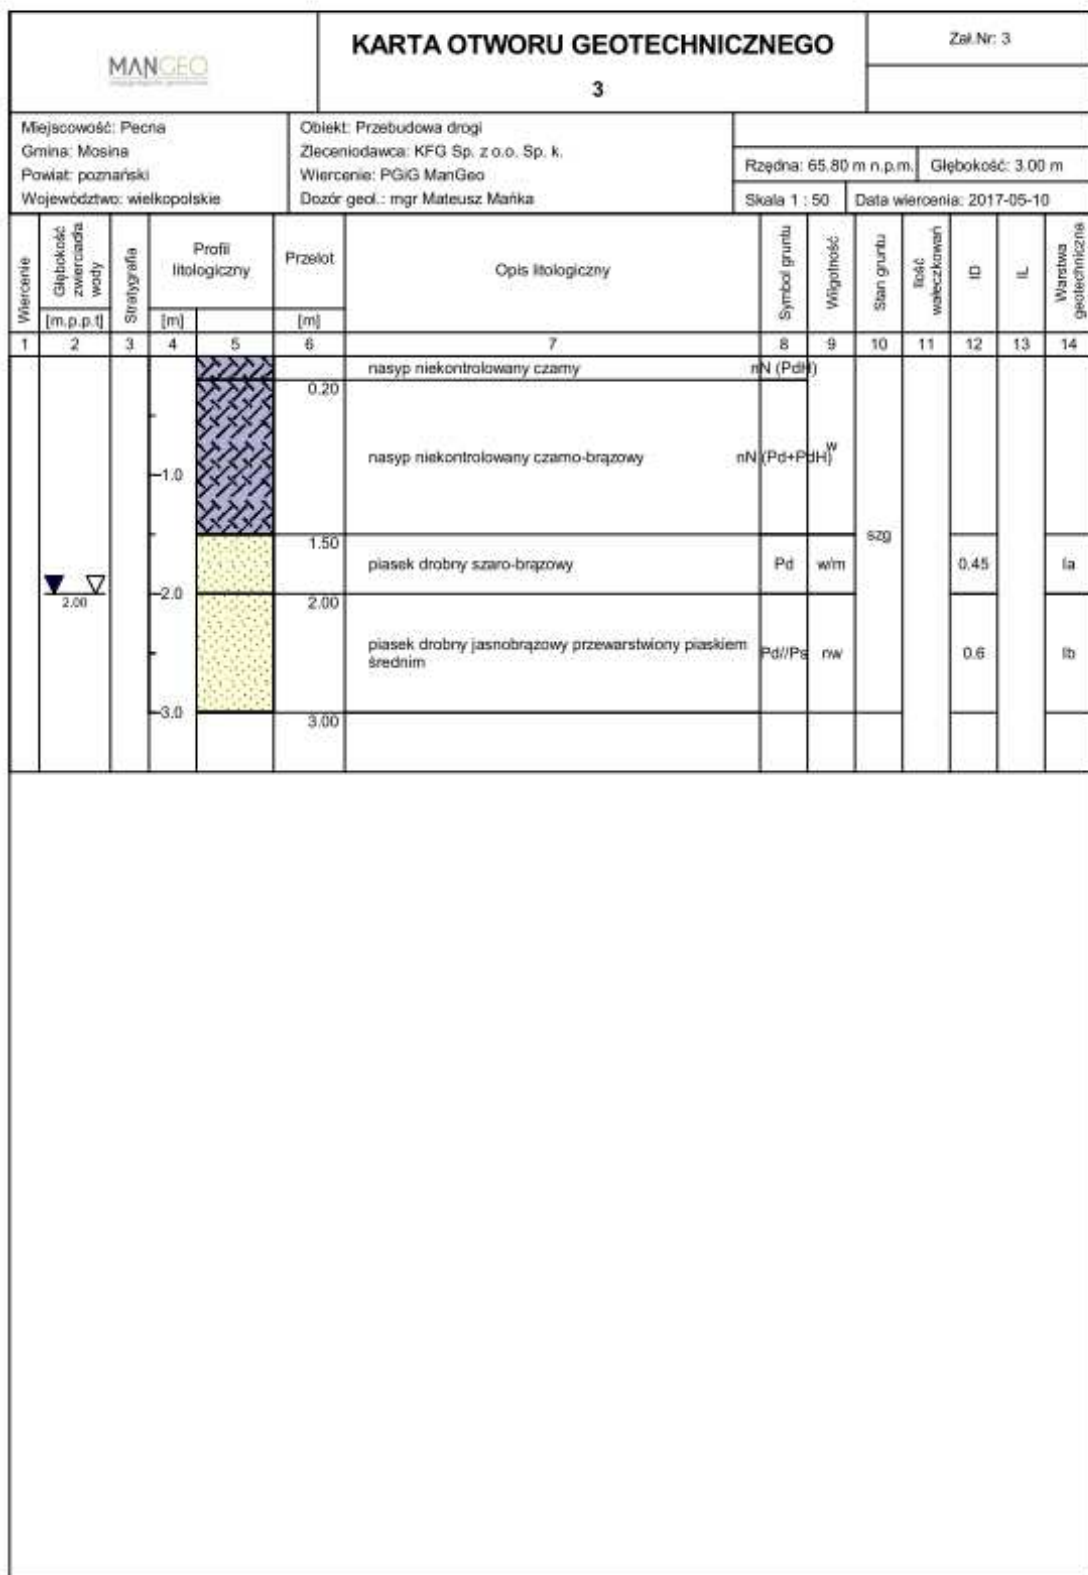 MANGEO
KARTA OTWORU GEOTECHNICZNEGO
3
Zał.Nr: 3
Miejscowość: Pecna
Gmina: Mosina
Powiat: poznański
Województwo: wielkopolskie
Obiekt: Przebudowa drogi
Zleceniodawca: KFG Sp. z o.o. Sp. k.
Wiercenie: PGiG ManGeo
Dozór geol.: mgr Mateusz Mańka
Rzędna: 65.80 m n.p.m.
Głębokość: 3.00 m
Skala 1 : 50
Data wiercenia: 2017-05-10
Wiercenie
Głębokość zwierciadła wody
[m.p.p.t]
Stratygrafia
Profil litologiczny
[m]
Przelot
[m]
Opis litologiczny
Symbol gruntu
Wilgotność
Stan gruntu
Ilość wałeczkowań
ID
IL
Warstwa geotechniczna
1 2 3 4 5 6 7 8 9 10 11 12 13 14
nasyp niekontrolowany czarny nN (PdH)
0.20
nasyp niekontrolowany czarno-brązowy nN (Pd+PdH) w
1.0
1.50
szg
piasek drobny szaro-brązowy Pd w/m 0.45 Ia
2.00
2.0
2.00
piasek drobny jasnobrązowy przewarstwiony piaskiem
średnim
Pd//Ps nw 0.6 Ib
3.0
3.00